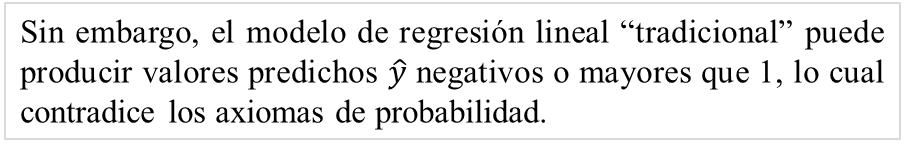 Sin embargo, el modelo de regresión lineal “tradicional” puede
producir valores predichos ŷ negativos o mayores que 1, lo cual
contradice los axiomas de probabilidad.